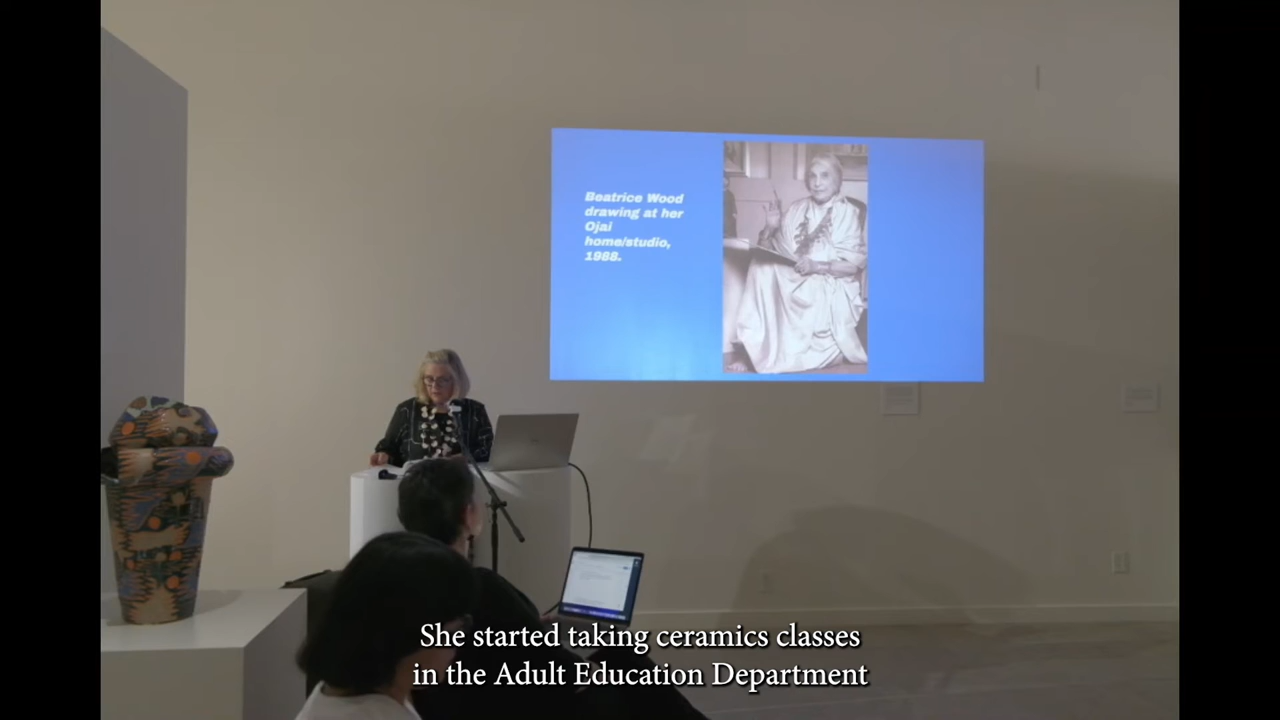 Beatrice Wood
drawing at her
Ojai
home/studio,
1988.
She started taking ceramics classes
in the Adult Education Department